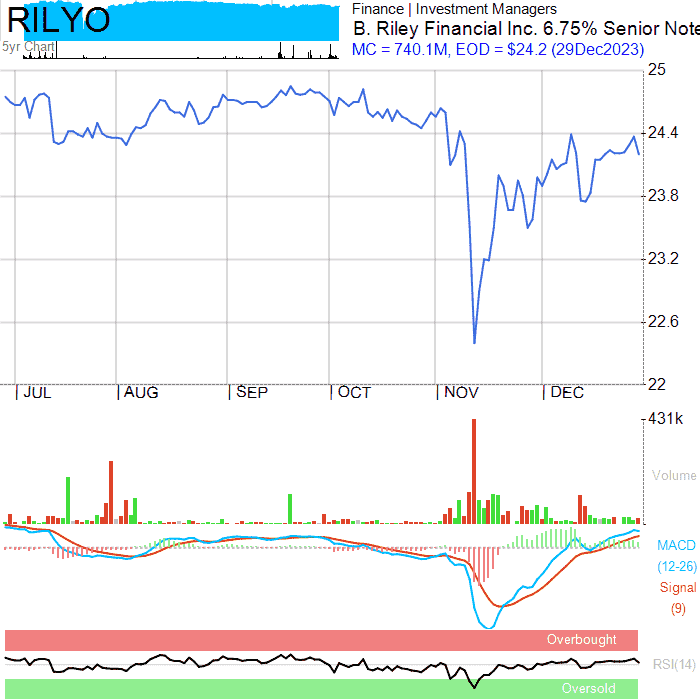 RILYO
5yr Chart
Finance | Investment Managers
B. Riley Financial Inc. 6.75% Senior Note
MC = 740.1M, EOD = $24.2 (29Dec2023)
25
24.4
23.8
23.2
22.6
22
|JUL |AUG |SEP |OCT |NOV |DEC
431k
Volume
MACD
(12-26)
Signal
(9)
Overbought
RSI(14)
Oversold